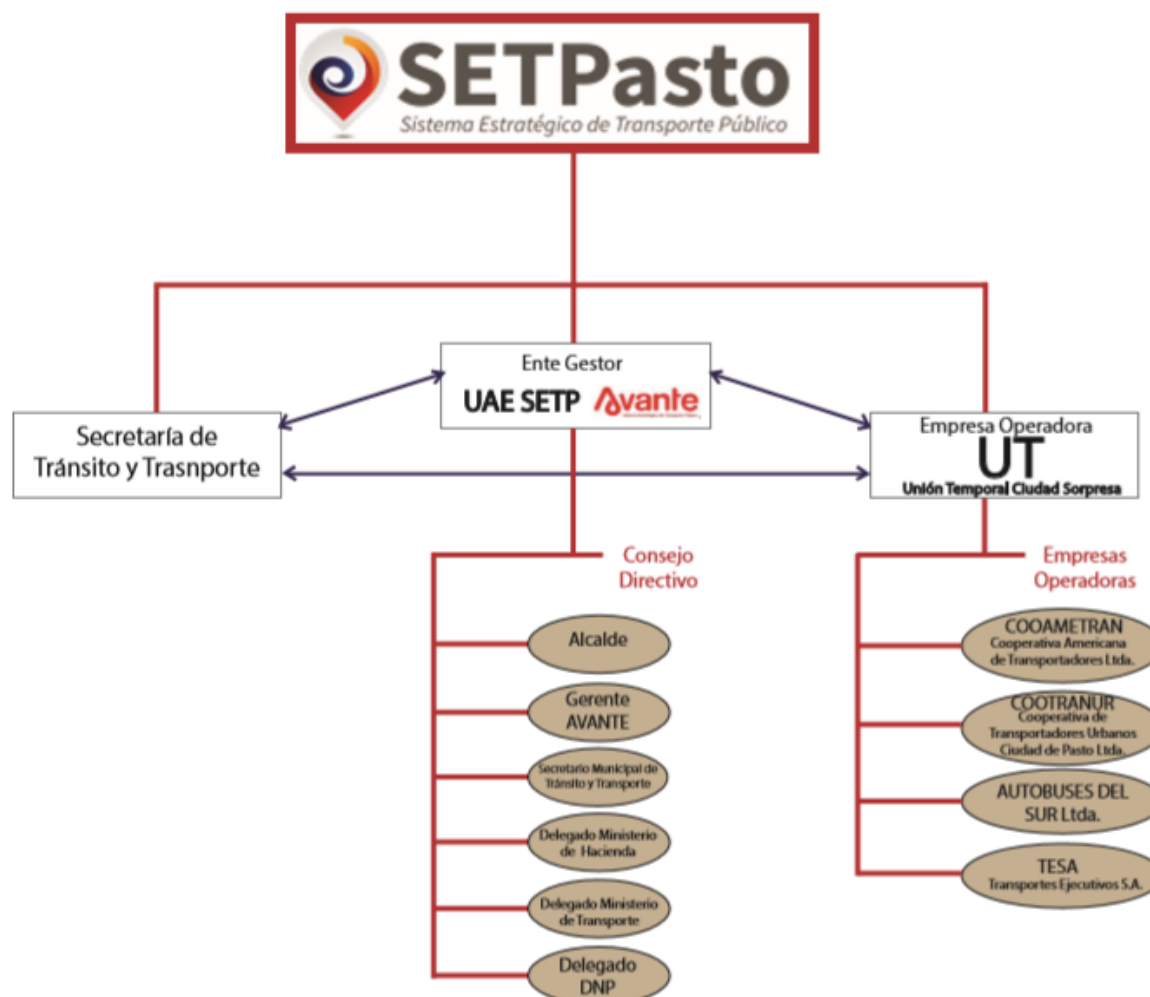 SETPasto
Sistema Estratégico de Transporte Público
Ente Gestor
UAE SETP Avante
Secretaría de
Tránsito y Trasnporte
Empresa Operadora
UT
Unión Temporal Ciudad Sorpresa
Consejo
Directivo
Alcalde
Gerente
AVANTE
Secretario Municipal de
Tránsito y Transporte
Delegado Ministerio
de Hacienda
Delegado Ministerio
de Transporte
Delegado
DNP
Empresas
Operadoras
COOAMETRAN
Cooperativa Americana
de Transportadores Ltda.
COOTRANUR
Cooperativa de
Transportadores Urbanos
Ciudad de Pasto Ltda.
AUTOBUSES DEL
SUR Ltda.
TESA
Transportes Ejecutivos S.A.